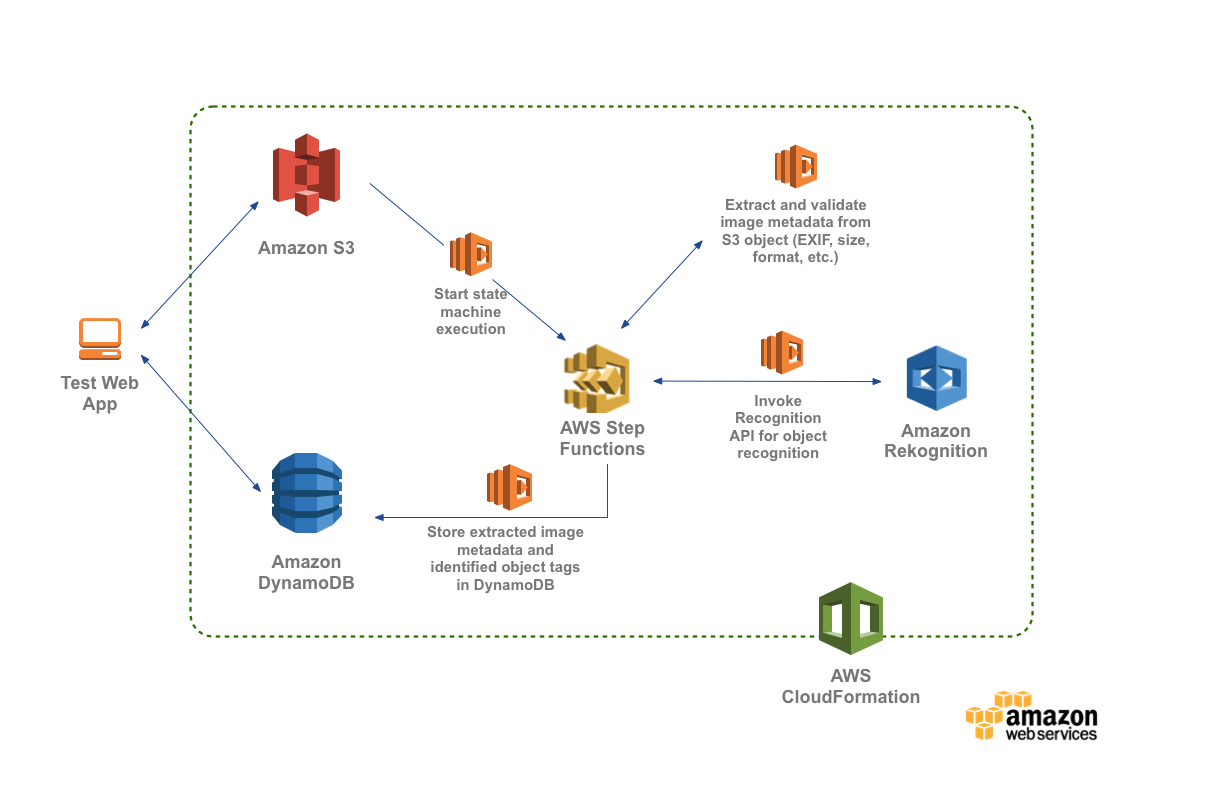 Amazon S3
Extract and validate
image metadata from
S3 object (EXIF, size,
format, etc.)
Start state
machine
execution
Test Web
App
Invoke
Recognition
API for object
recognition
Amazon
Rekognition
AWS Step
Functions
Store extracted image
metadata and
identified object tags
in DynamoDB
Amazon
DynamoDB
AWS
CloudFormation
amazon
web services